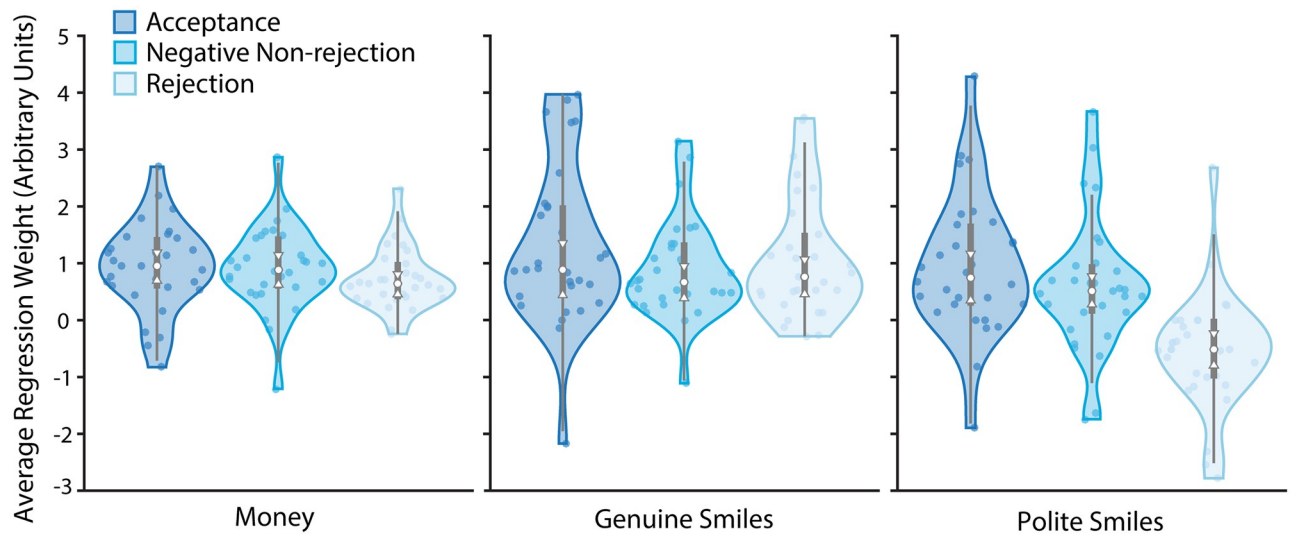 Average Regression Weight (Arbitrary Units)
Acceptance
Negative Non-rejection
Rejection
5
4
3
2
1
0
-1
-2
-3
Money
Genuine Smiles
Polite Smiles